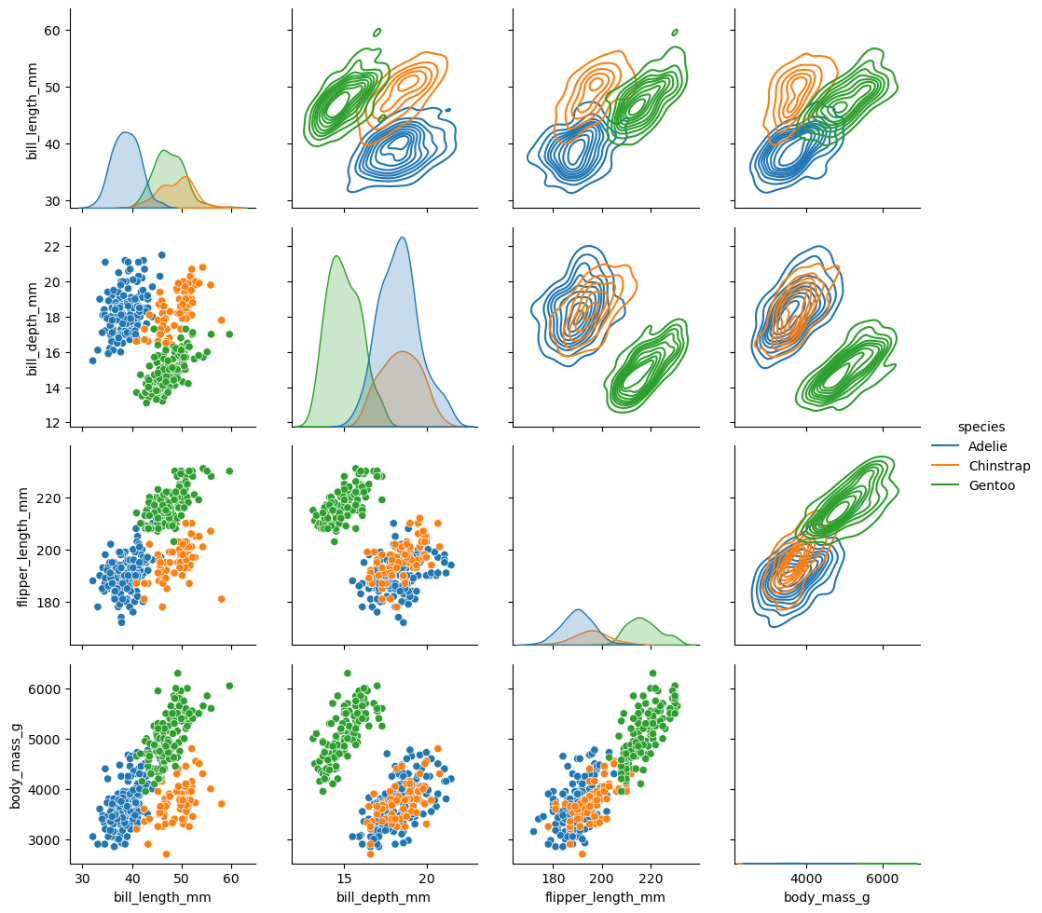 bill_length_mm
60
50
40
30
bill_depth_mm
22
20
18
16
14
12
flipper_length_mm
220
200
180
body_mass_g
6000
5000
4000
3000
30 40 50 60
bill_length_mm
15 20
bill_depth_mm
180 200 220
flipper_length_mm
4000 6000
body_mass_g
species
Adelie
Chinstrap
Gentoo